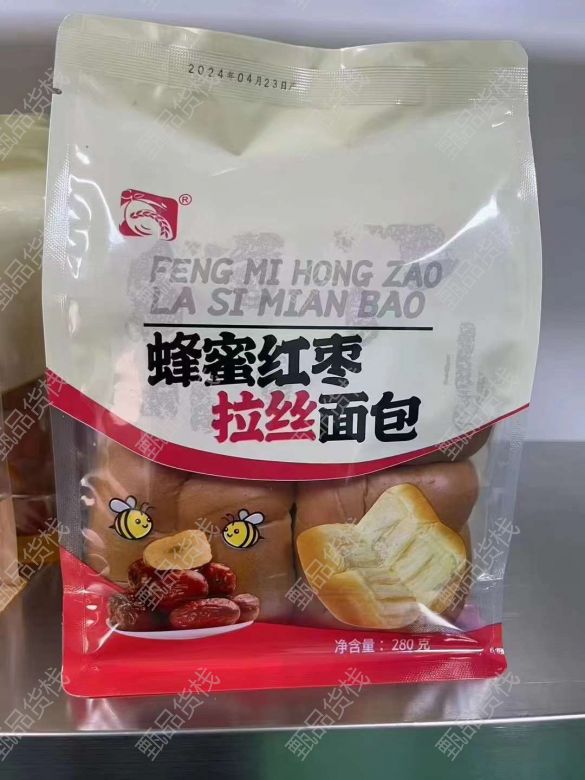 2024年04月23日
®
FENG MI HONG ZAO
LA SI MIAN BAO
蜂蜜红枣
拉丝面包
净含量：280克
甄品货栈